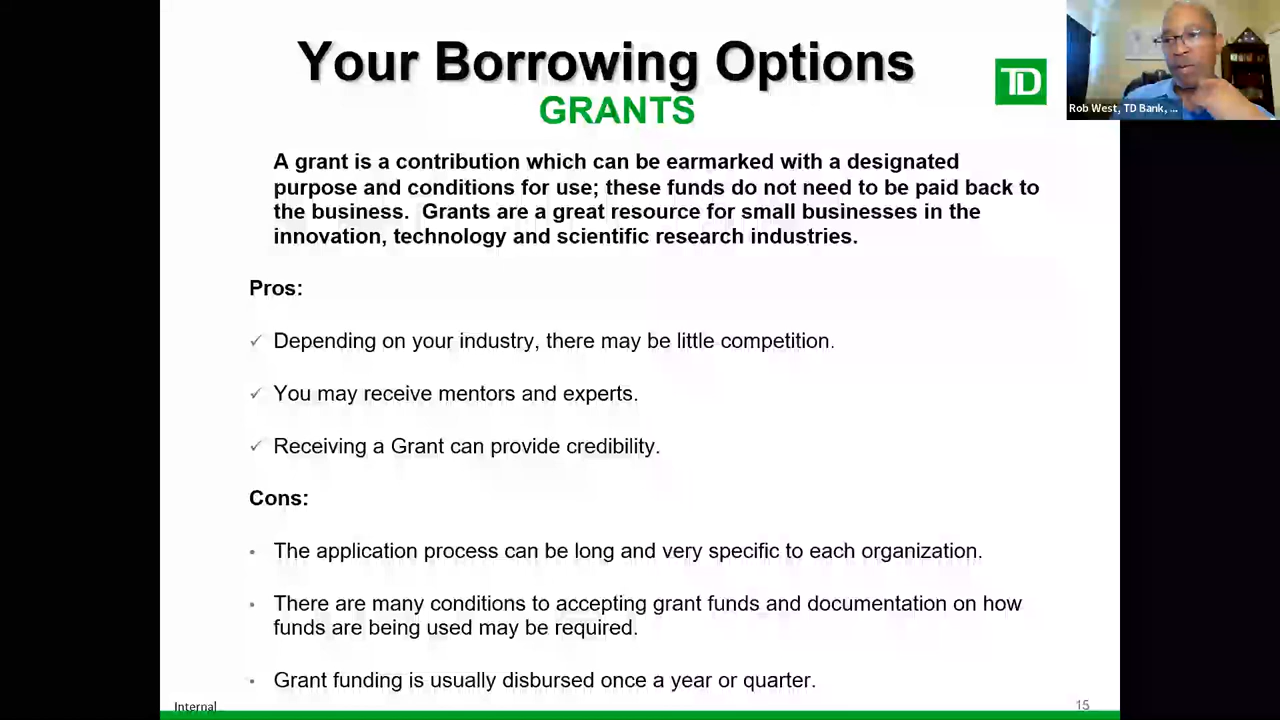 Your Borrowing Options
GRANTS
TD
Rob West, TD Bank, ...
A grant is a contribution which can be earmarked with a designated
purpose and conditions for use; these funds do not need to be paid back to
the business.  Grants are a great resource for small businesses in the
innovation, technology and scientific research industries.
Pros:
✓ Depending on your industry, there may be little competition.
✓ You may receive mentors and experts.
✓ Receiving a Grant can provide credibility.
Cons:
• The application process can be long and very specific to each organization.
• There are many conditions to accepting grant funds and documentation on how
funds are being used may be required.
• Grant funding is usually disbursed once a year or quarter.
Internal
15